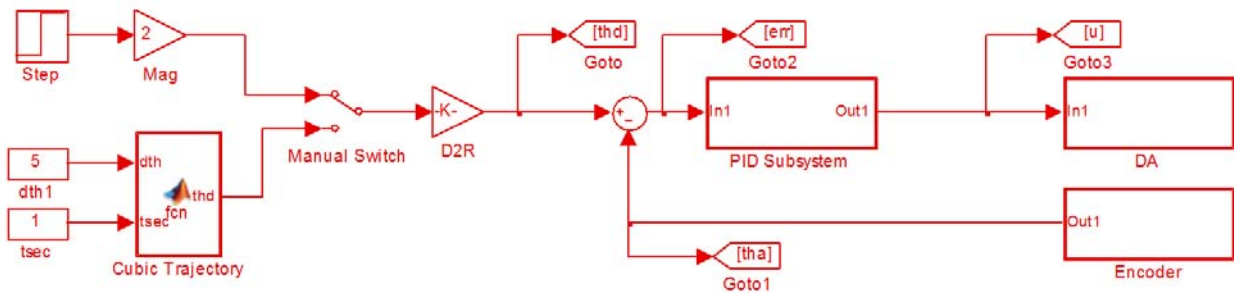 Step
2
Mag
[thd]
Goto
[err]
Goto2
[u]
Goto3
Manual Switch
-K-
D2R
+
−
In1
Out1
PID Subsystem
In1
DA
5
dth1
1
tsec
dth
tsec
fcn
thd
Cubic Trajectory
[tha]
Goto1
Out1
Encoder